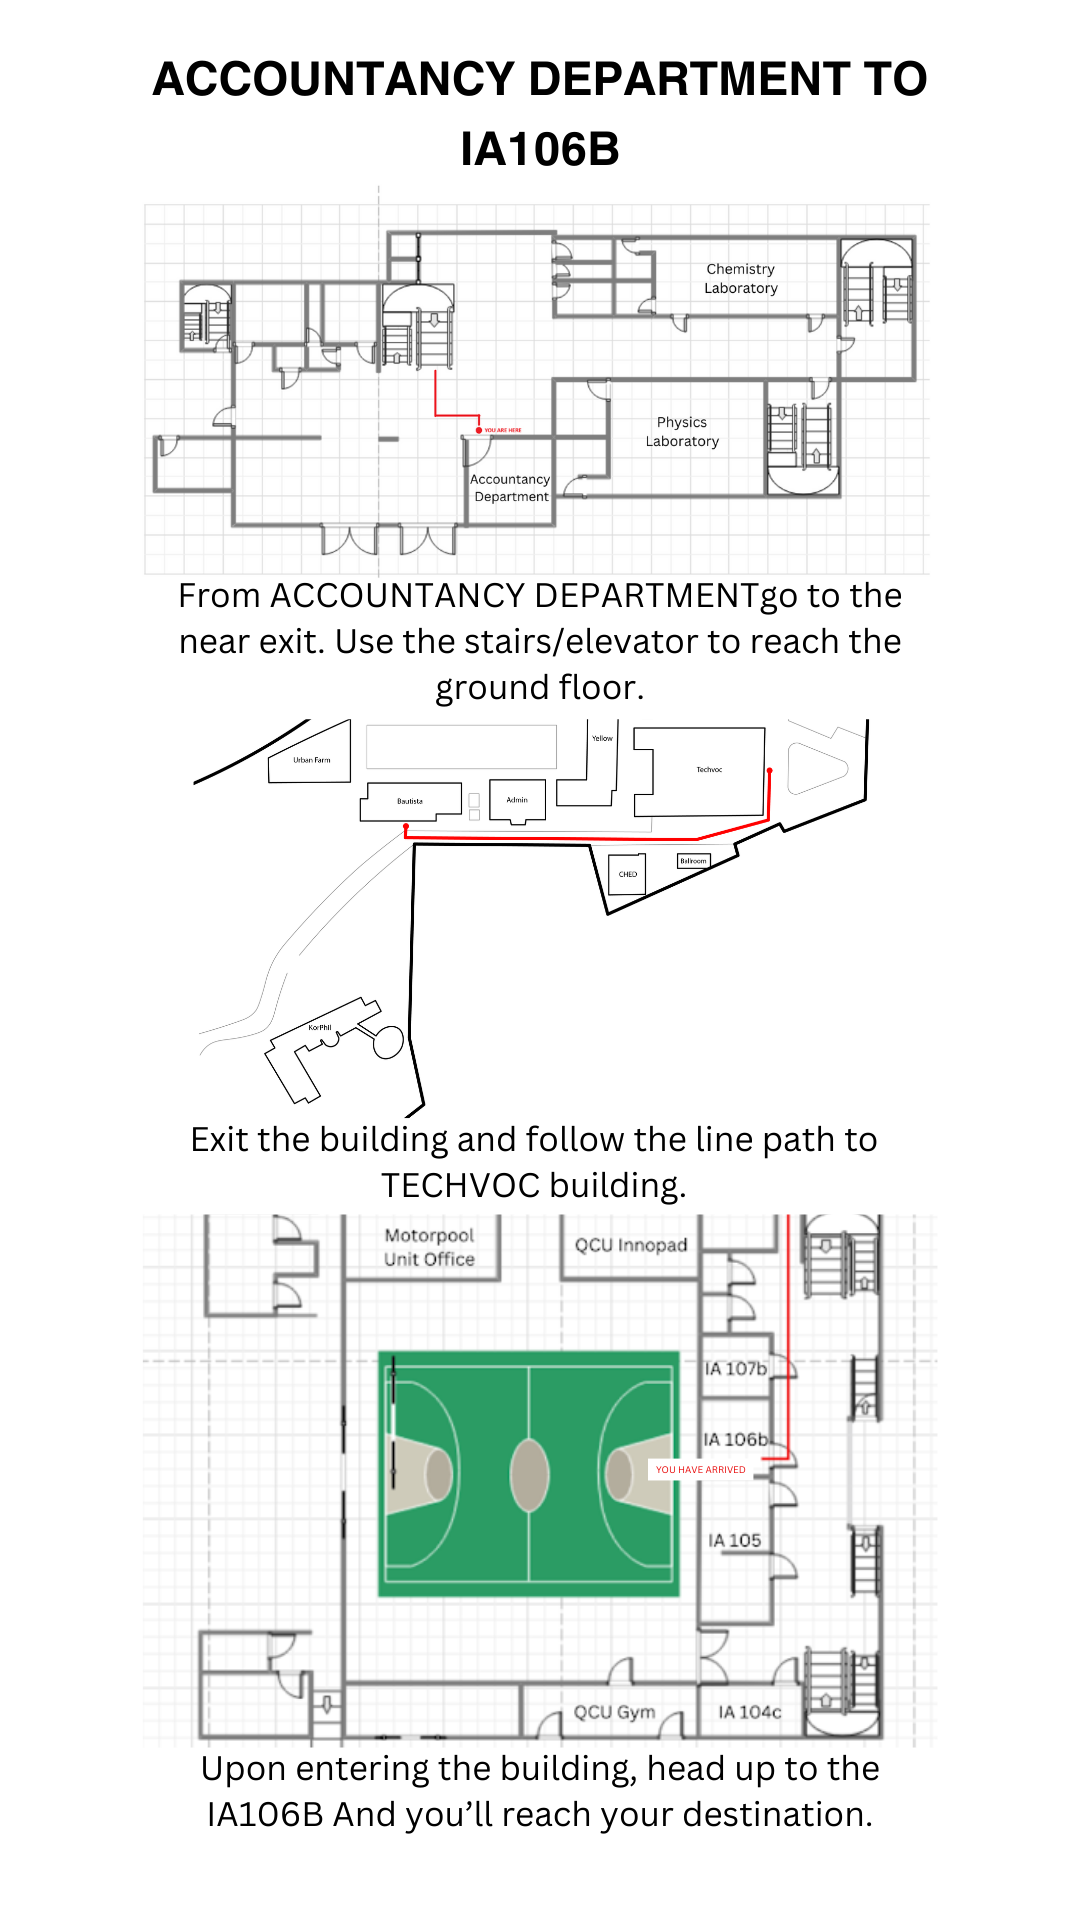 ACCOUNTANCY DEPARTMENT TO
IA106B
Chemistry
Laboratory
Physics
Laboratory
YOU ARE HERE
Accountancy
Department
From ACCOUNTANCY DEPARTMENTgo to the
near exit. Use the stairs/elevator to reach the
ground floor.
Yellow
Urban Farm
Techvoc
Bautista
Admin
Ballroom
CHED
KorPhil
Exit the building and follow the line path to
TECHVOC building.
Motorpool
Unit Office
QCU Innopad
IA 107b
IA 106b
YOU HAVE ARRIVED
IA 105
QCU Gym
IA 104c
Upon entering the building, head up to the
IA106B And you’ll reach your destination.